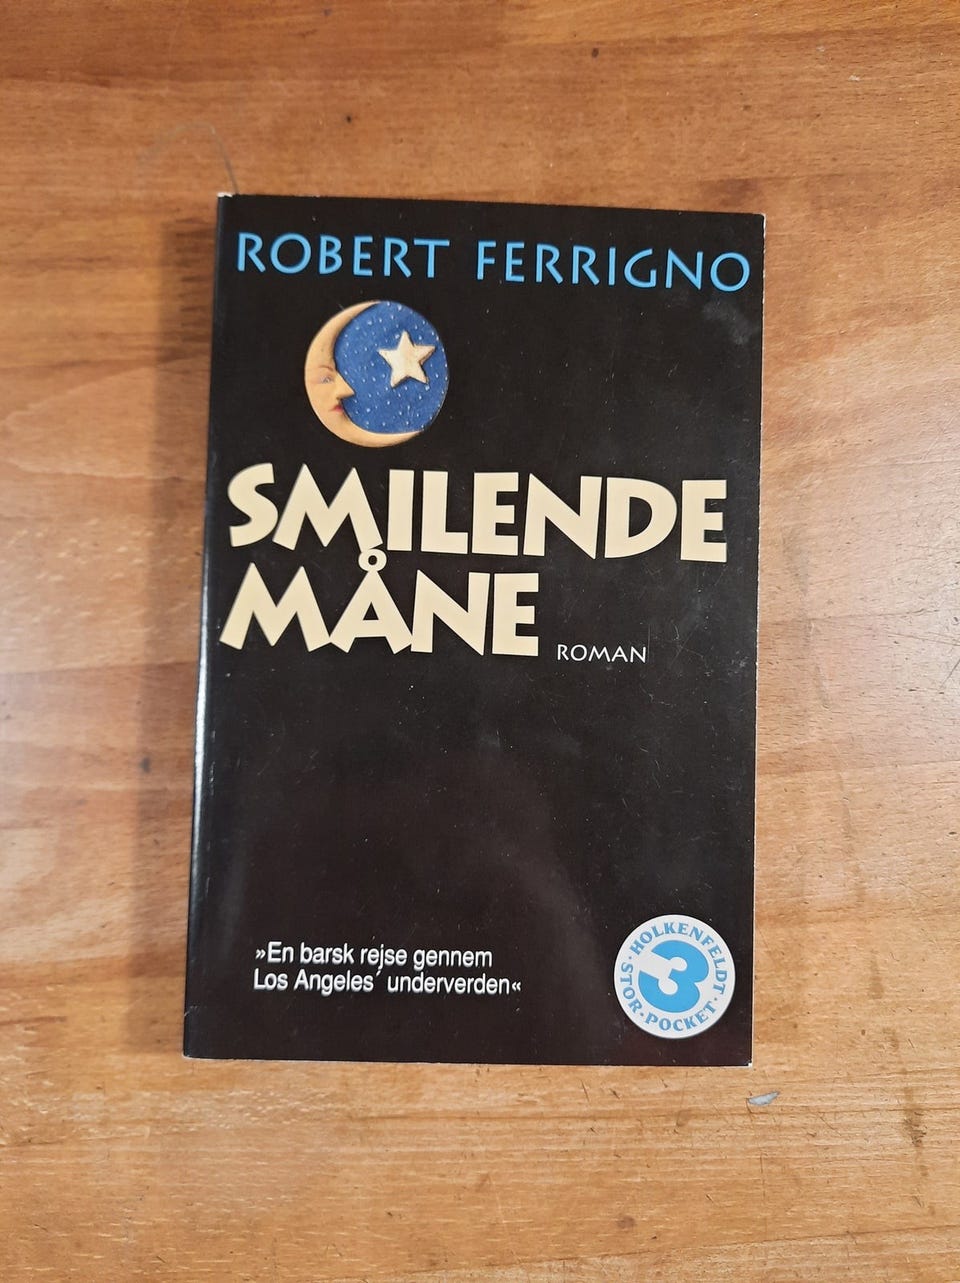 ROBERT FERRIGNO
SMILENDE
MÅNE
ROMAN
»En barsk rejse gennem
Los Angeles´ underverden«
HOLKENFELDT
3
STOR · POCKET